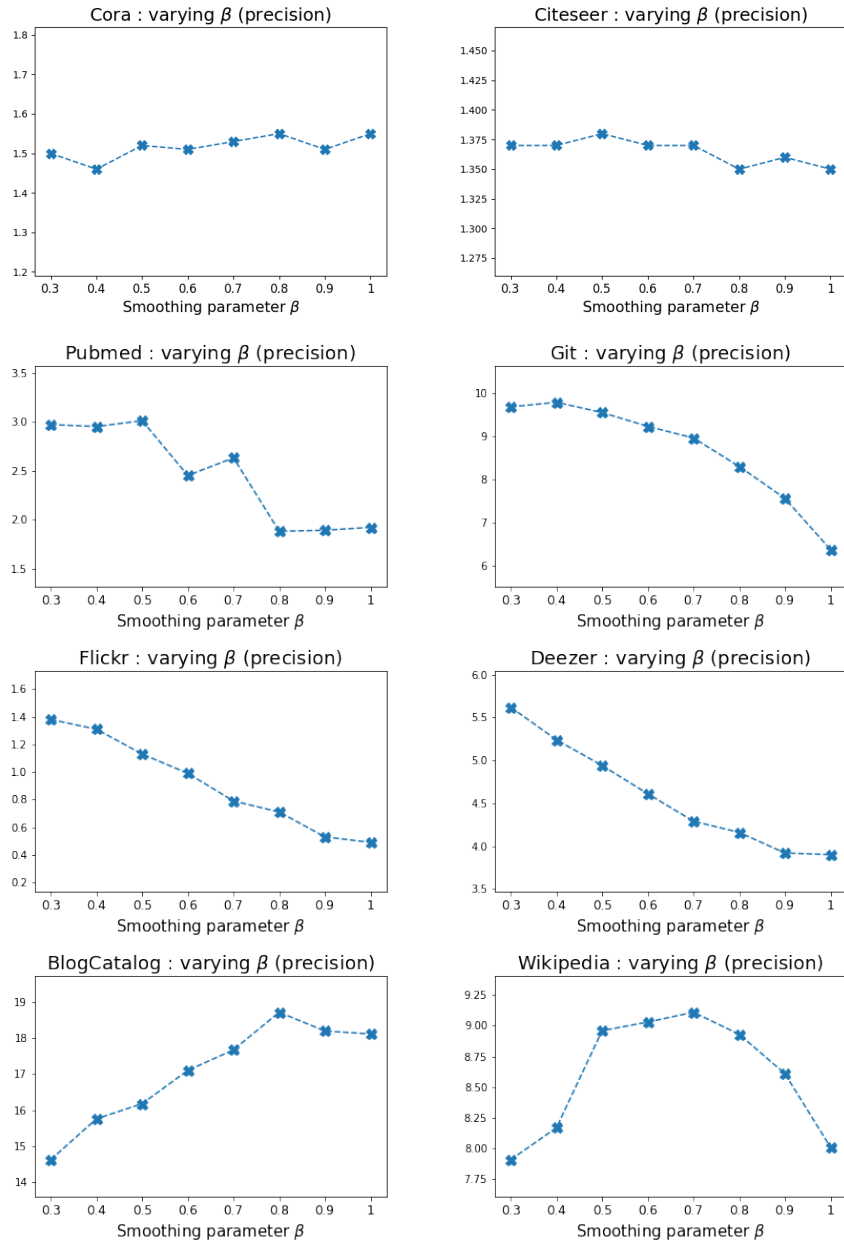 Cora : varying β (precision)
1.8
1.7
1.6
1.5
1.4
1.3
1.2
0.3 0.4 0.5 0.6 0.7 0.8 0.9 1
Smoothing parameter β
Citeseer : varying β (precision)
1.450
1.425
1.400
1.375
1.350
1.325
1.300
1.275
0.3 0.4 0.5 0.6 0.7 0.8 0.9 1
Smoothing parameter β
Pubmed : varying β (precision)
3.5
3.0
2.5
2.0
1.5
0.3 0.4 0.5 0.6 0.7 0.8 0.9 1
Smoothing parameter β
Git : varying β (precision)
10
9
8
7
6
0.3 0.4 0.5 0.6 0.7 0.8 0.9 1
Smoothing parameter β
Flickr : varying β (precision)
1.6
1.4
1.2
1.0
0.8
0.6
0.4
0.2
0.3 0.4 0.5 0.6 0.7 0.8 0.9 1
Smoothing parameter β
Deezer : varying β (precision)
6.0
5.5
5.0
4.5
4.0
3.5
0.3 0.4 0.5 0.6 0.7 0.8 0.9 1
Smoothing parameter β
BlogCatalog : varying β (precision)
19
18
17
16
15
14
0.3 0.4 0.5 0.6 0.7 0.8 0.9 1
Smoothing parameter β
Wikipedia : varying β (precision)
9.25
9.00
8.75
8.50
8.25
8.00
7.75
0.3 0.4 0.5 0.6 0.7 0.8 0.9 1
Smoothing parameter β